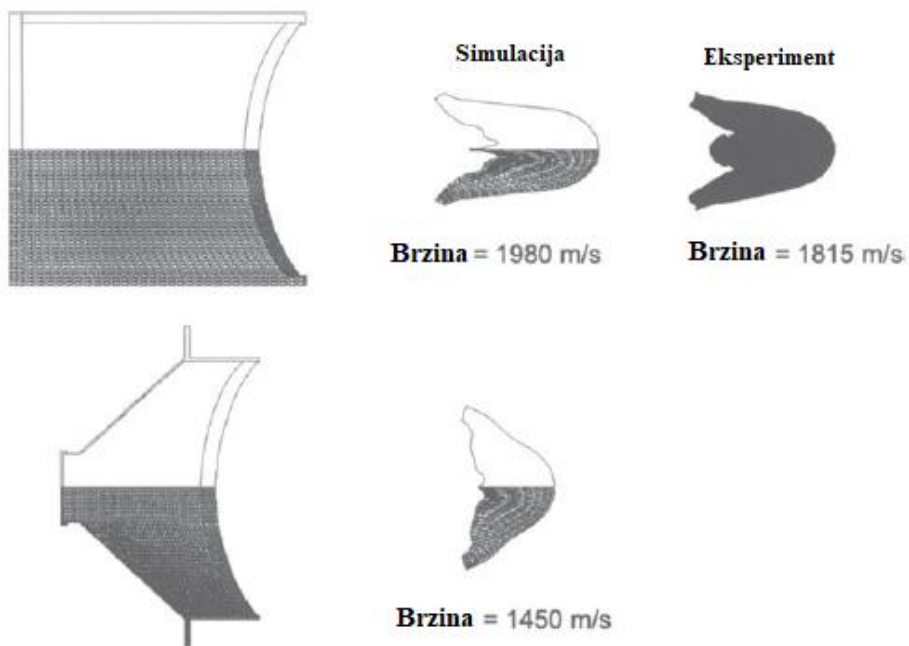 Simulacija
Eksperiment
Brzina = 1980 m/s
Brzina = 1815 m/s
Brzina = 1450 m/s